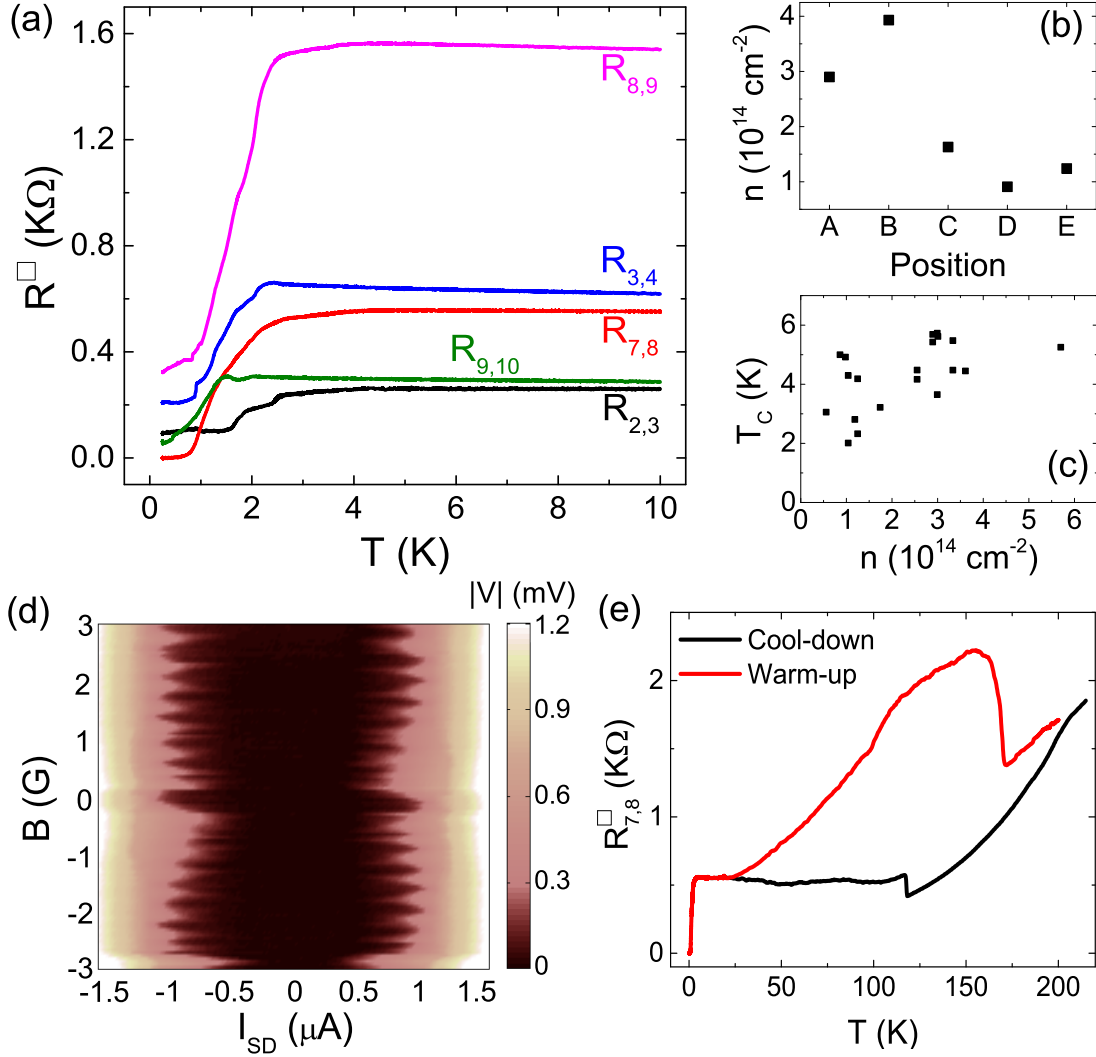 (a)
R□ (KΩ)
1.6
1.2
0.8
0.4
0.0
R8,9
R3,4
R7,8
R9,10
R2,3
0 2 4 6 8 10
T (K)
(b)
n (10^14 cm^-2)
4
3
2
1
A B C D E
Position
(c)
T_C (K)
6
4
2
0
0 1 2 3 4 5 6
n (10^14 cm^-2)
(d)
|V| (mV)
B (G)
3
2
1
0
-1
-2
-3
-1.5 -1 -0.5 0 0.5 1 1.5
I_SD (μA)
1.2
0.9
0.6
0.3
0
(e)
Cool-down
Warm-up
R□7,8 (KΩ)
2
1
0
0 50 100 150 200
T (K)